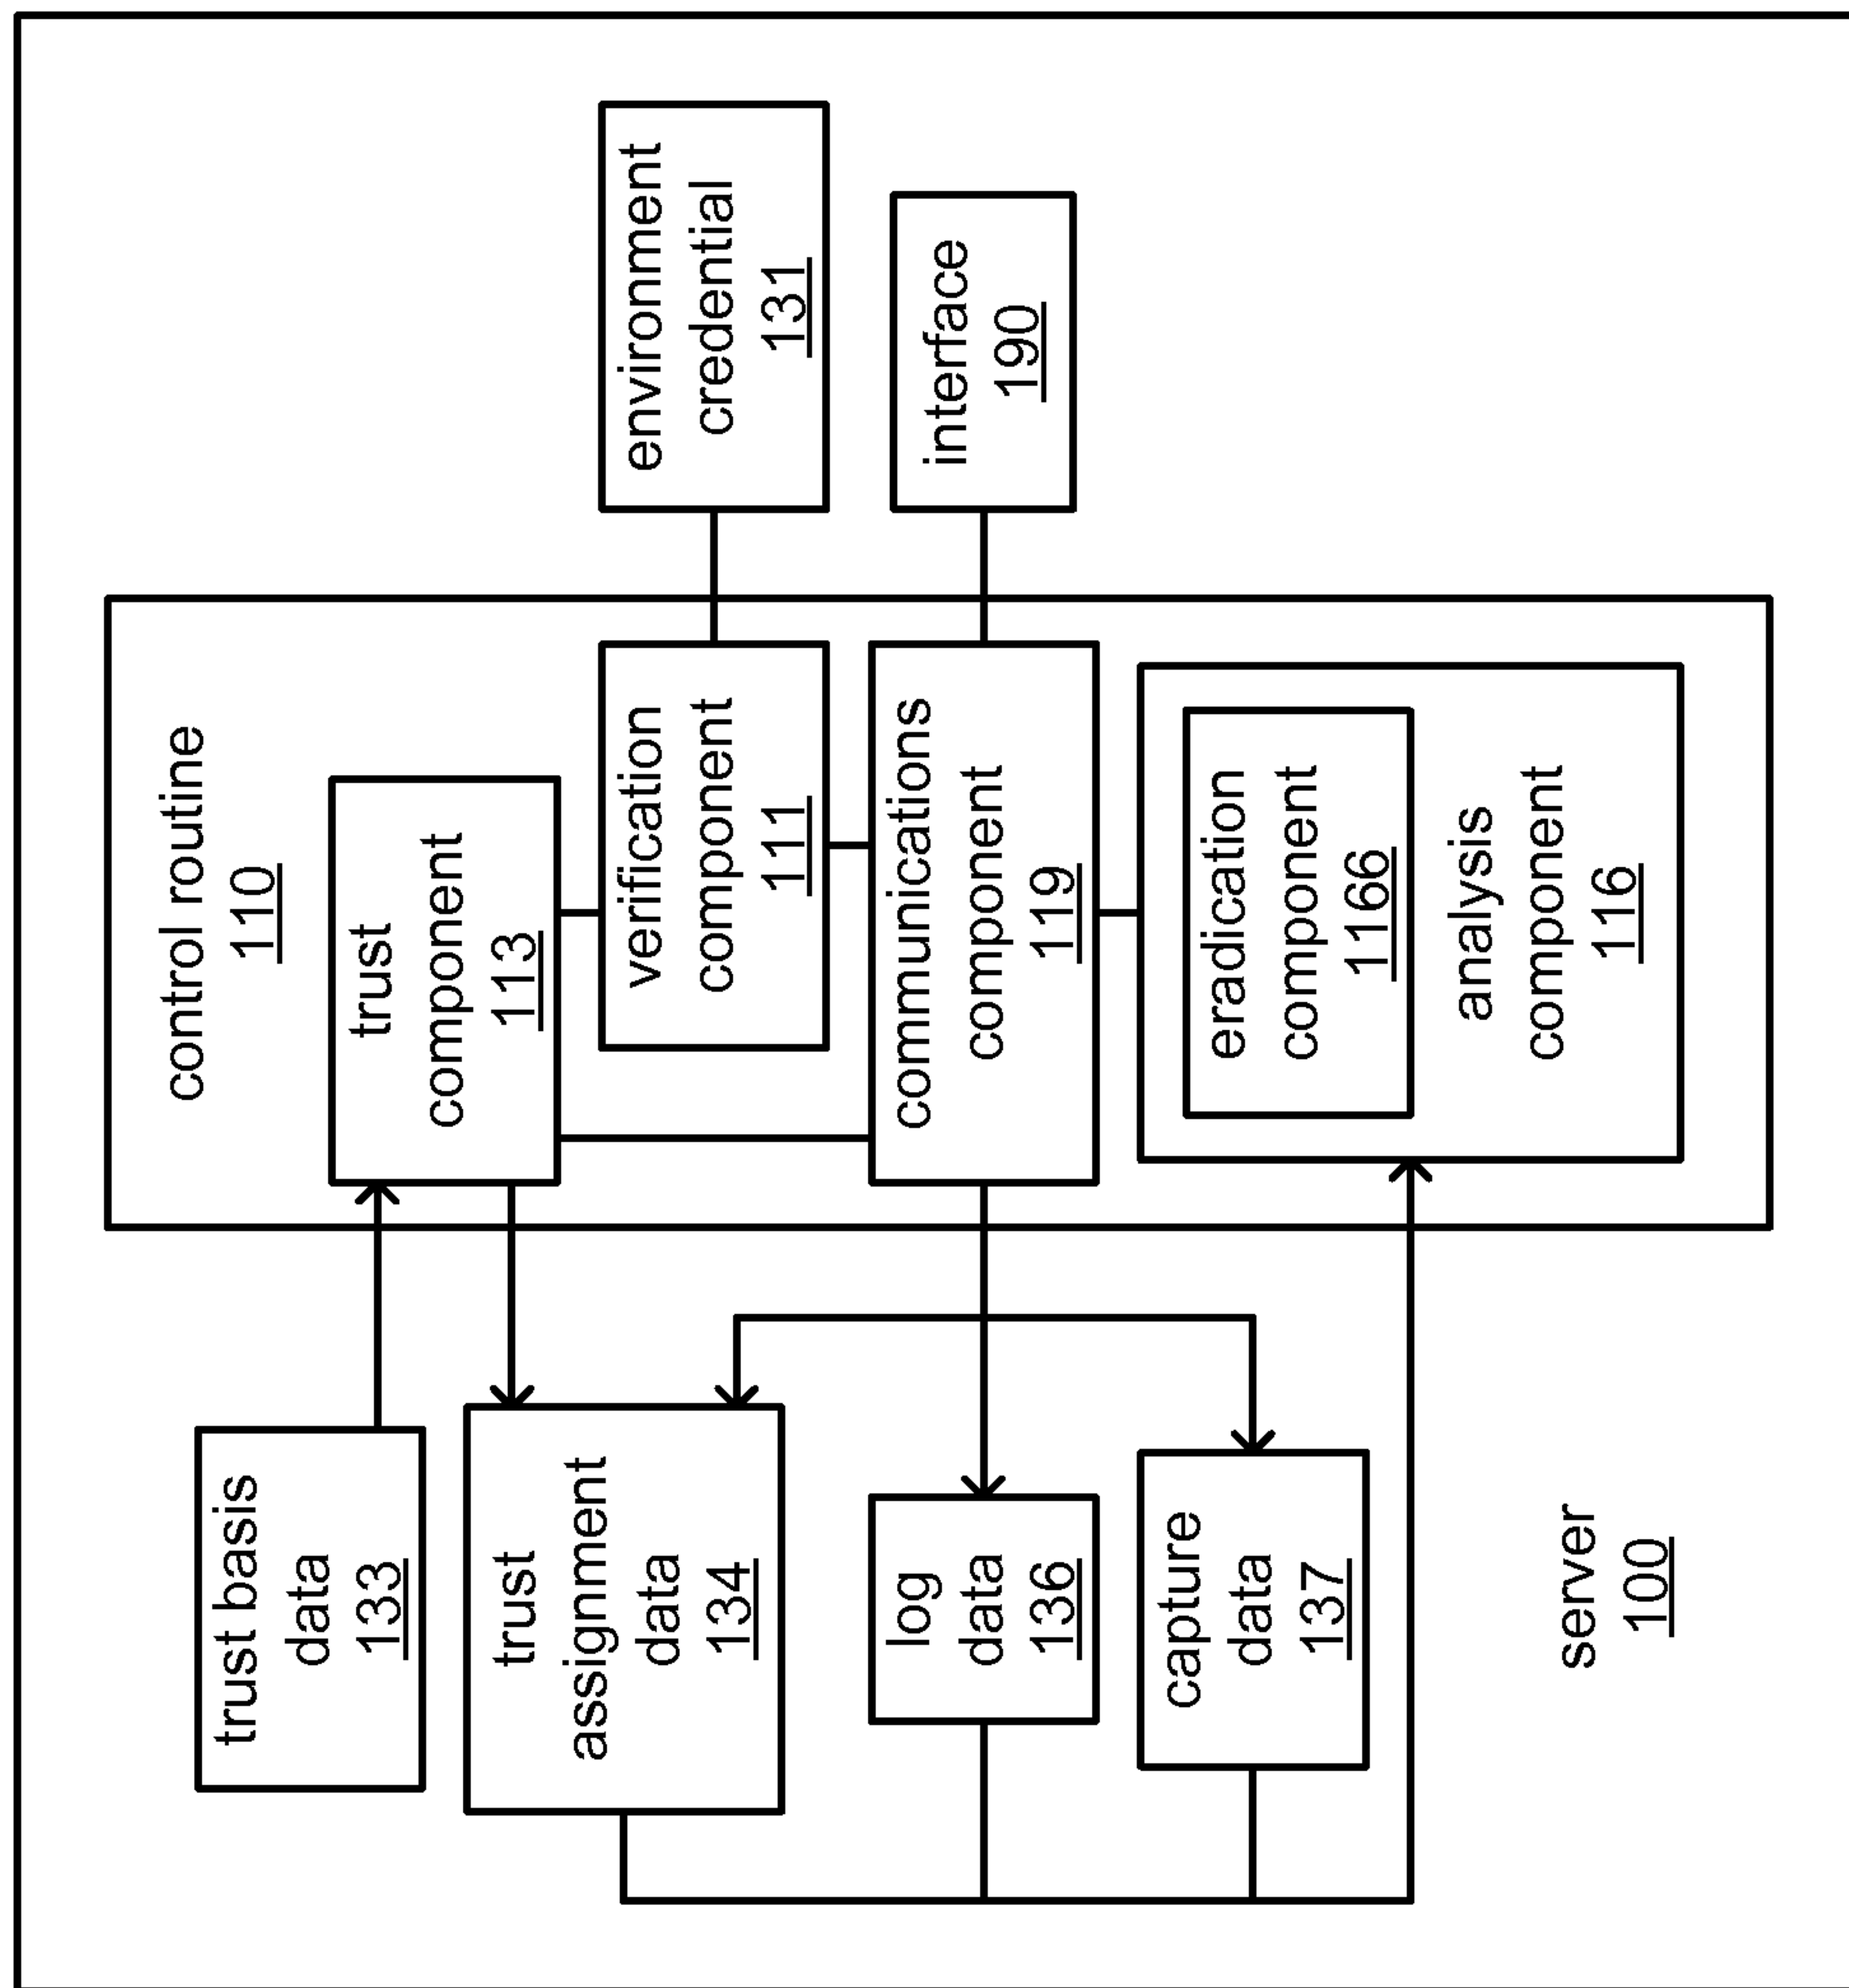 control routine
110
trust basis
data
133
trust
component
113
trust
assignment
data
134
verification
component
111
environment
credential
131
log
data
136
communications
component
119
interface
190
capture
data
137
eradication
component
1166
analysis
component
116
server
100